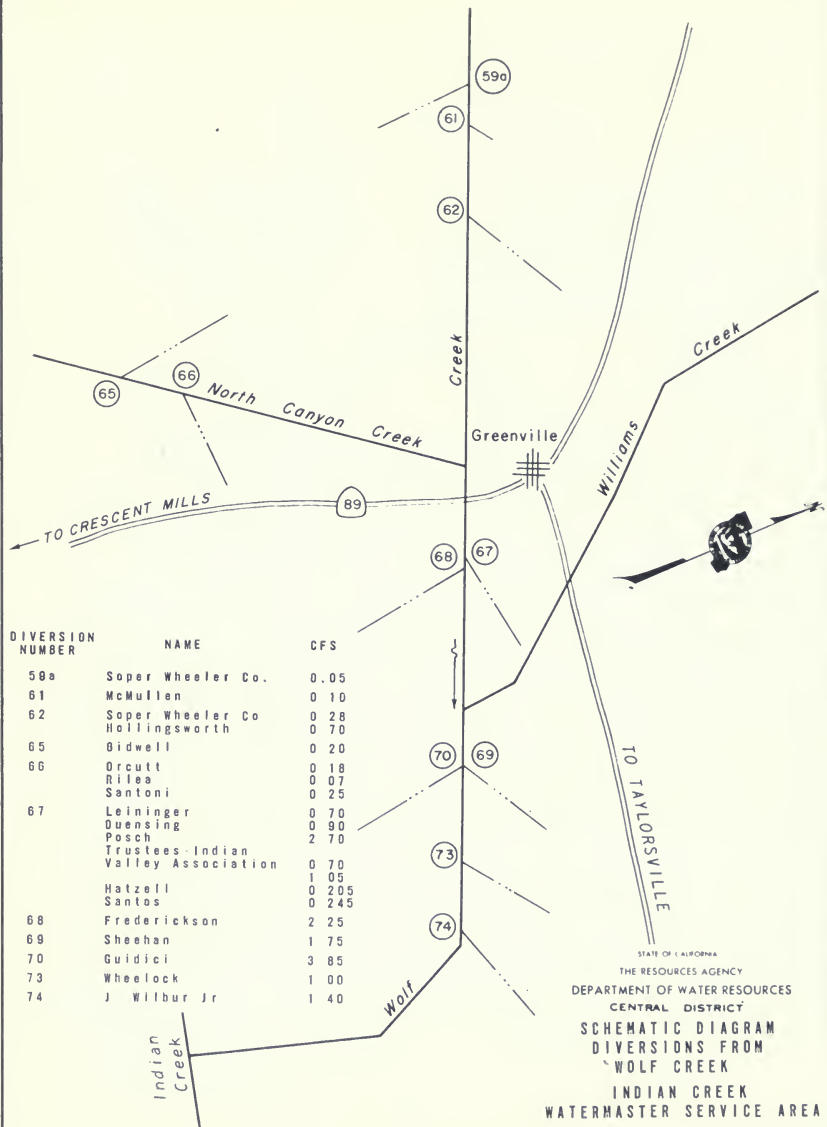 59a
61
62
Creek
Creek
65
66
North Canyon Creek
Greenville
Williams
TO CRESCENT MILLS
89
68
67
DIVERSION NUMBER NAME CFS
59a Soper Wheeler Co. 0.05
61 McMullen 0 10
62 Soper Wheeler Co 0 28
Hollingsworth 0 70
65 Bidwell 0 20
66 Orcutt 0 18
Rilea 0 07
Santoni 0 25
67 Leininger 0 70
Duensing 0 90
Posch 2 70
Trustees-Indian
Valley Association 0 70
1 05
Hatzell 0 205
Santos 0 245
68 Frederickson 2 25
69 Sheehan 1 75
70 Guidici 3 85
73 Wheelock 1 00
74 J Wilbur Jr 1 40
70
69
73
74
TO TAYLORSVILLE
Wolf
Indian
Creek
STATE OF CALIFORNIA
THE RESOURCES AGENCY
DEPARTMENT OF WATER RESOURCES
CENTRAL DISTRICT
SCHEMATIC DIAGRAM
DIVERSIONS FROM
WOLF CREEK
INDIAN CREEK
WATERMASTER SERVICE AREA